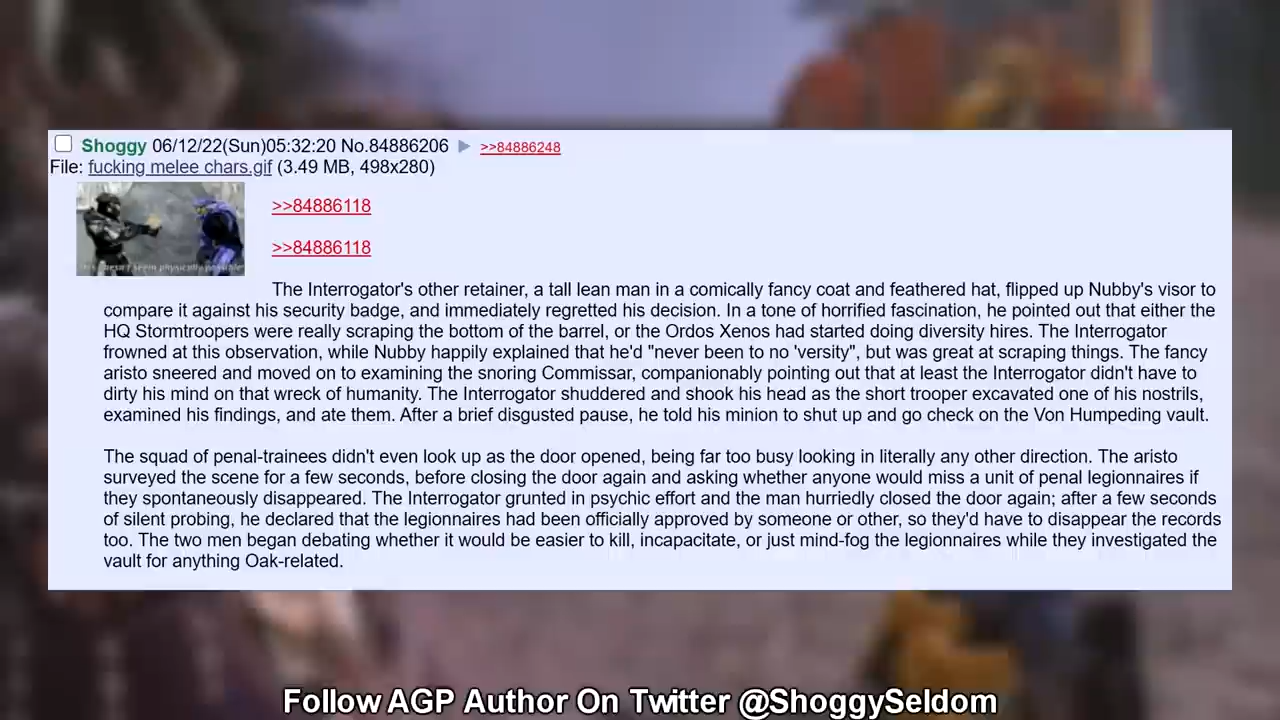 Shoggy 06/12/22(Sun)05:32:20 No.84886206 ▶ >>84886248
File: fucking melee chars.gif (3.49 MB, 498x280)
>>84886118
>>84886118
The Interrogator's other retainer, a tall lean man in a comically fancy coat and feathered hat, flipped up Nubby's visor to
compare it against his security badge, and immediately regretted his decision. In a tone of horrified fascination, he pointed out that either the
HQ Stormtroopers were really scraping the bottom of the barrel, or the Ordos Xenos had started doing diversity hires. The Interrogator
frowned at this observation, while Nubby happily explained that he'd "never been to no 'versity", but was great at scraping things. The fancy
aristo sneered and moved on to examining the snoring Commissar, companionably pointing out that at least the Interrogator didn't have to
dirty his mind on that wreck of humanity. The Interrogator shuddered and shook his head as the short trooper excavated one of his nostrils,
examined his findings, and ate them. After a brief disgusted pause, he told his minion to shut up and go check on the Von Humpeding vault.
The squad of penal-trainees didn't even look up as the door opened, being far too busy looking in literally any other direction. The aristo
surveyed the scene for a few seconds, before closing the door again and asking whether anyone would miss a unit of penal legionnaires if
they spontaneously disappeared. The Interrogator grunted in psychic effort and the man hurriedly closed the door again; after a few seconds
of silent probing, he declared that the legionnaires had been officially approved by someone or other, so they'd have to disappear the records
too. The two men began debating whether it would be easier to kill, incapacitate, or just mind-fog the legionnaires while they investigated the
vault for anything Oak-related.
Follow AGP Author On Twitter @ShoggySeldom